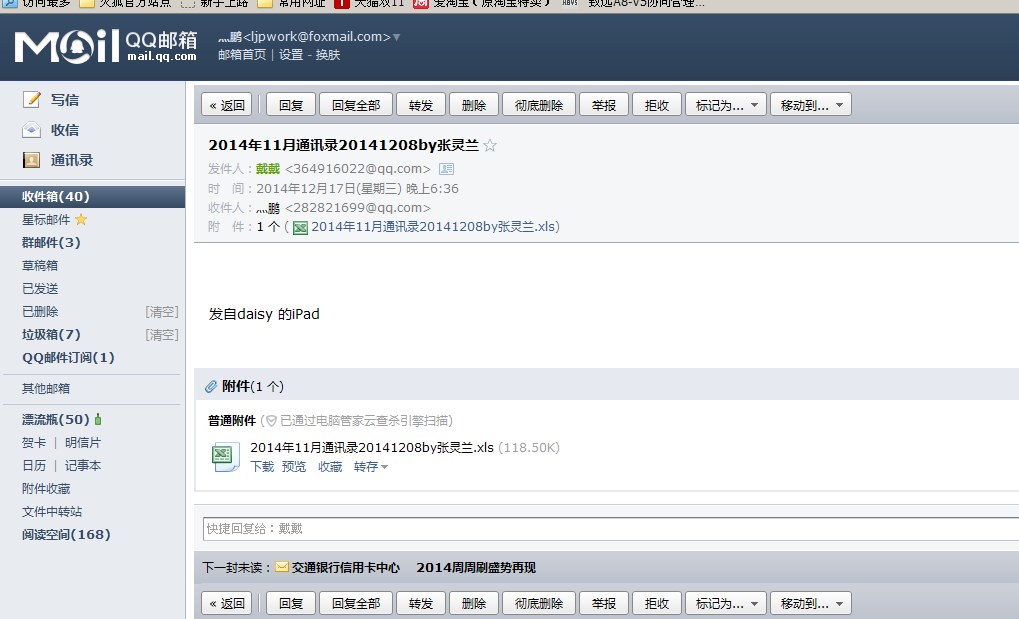 访问最多 火狐官方站点 新手上路 常用网址 天猫双11 爱淘宝（原淘宝特卖） 致远A8-V5协同管理...
Mail QQ邮箱
mail.qq.com
灬鹏<ljpwork@foxmail.com>
邮箱首页 | 设置 - 换肤
写信
收信
通讯录
收件箱(40)
星标邮件
群邮件(3)
草稿箱
已发送
已删除 [清空]
垃圾箱(7) [清空]
QQ邮件订阅(1)
其他邮箱
漂流瓶(50)
贺卡 | 明信片
日历 | 记事本
附件收藏
文件中转站
阅读空间(168)
« 返回 回复 回复全部 转发 删除 彻底删除 举报 拒收 标记为... 移动到...
2014年11月通讯录20141208by张灵兰
发件人：戴戴 <364916022@qq.com>
时 间：2014年12月17日(星期三) 晚上6:36
收件人：灬鹏 <282821699@qq.com>
附 件：1 个 ( 2014年11月通讯录20141208by张灵兰.xls)
发自daisy 的iPad
附件(1 个)
普通附件 (已通过电脑管家云查杀引擎扫描)
2014年11月通讯录20141208by张灵兰.xls (118.50K)
下载 预览 收藏 转存
快捷回复给：戴戴
下一封未读：交通银行信用卡中心 2014周周刷盛势再现
« 返回 回复 回复全部 转发 删除 彻底删除 举报 拒收 标记为... 移动到...